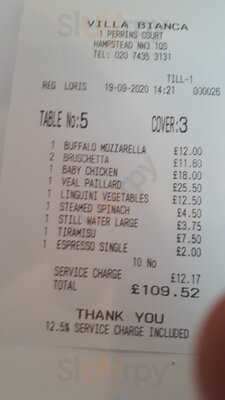 VILLA BIANCA
1 PERRINS COURT
HAMPSTEAD NW3 1QS
TEL: 020 7435 3131
TILL-1
REG LORIS 19-09-2020 14:21 000026
TABLE No:5 COVER:3
1 BUFFALO MOZZARELLA £12.00
2 BRUSCHETTA £11.80
1 BABY CHICKEN £18.00
1 VEAL PAILLARD £25.50
1 LINGUINI VEGETABLES £12.50
1 STEAMED SPINACH £4.50
1 STILL WATER LARGE £3.75
1 TIRAMISU £7.50
1 ESPRESSO SINGLE £2.00
10 No
SERVICE CHARGE £12.17
TOTAL £109.52
THANK YOU
12.5% SERVICE CHARGE INCLUDED